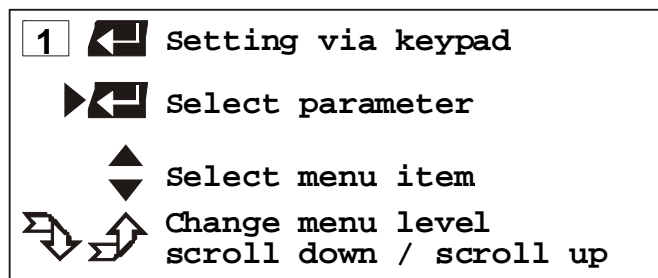 1 Setting via keypad
Select parameter
Select menu item
Change menu level
scroll down / scroll up